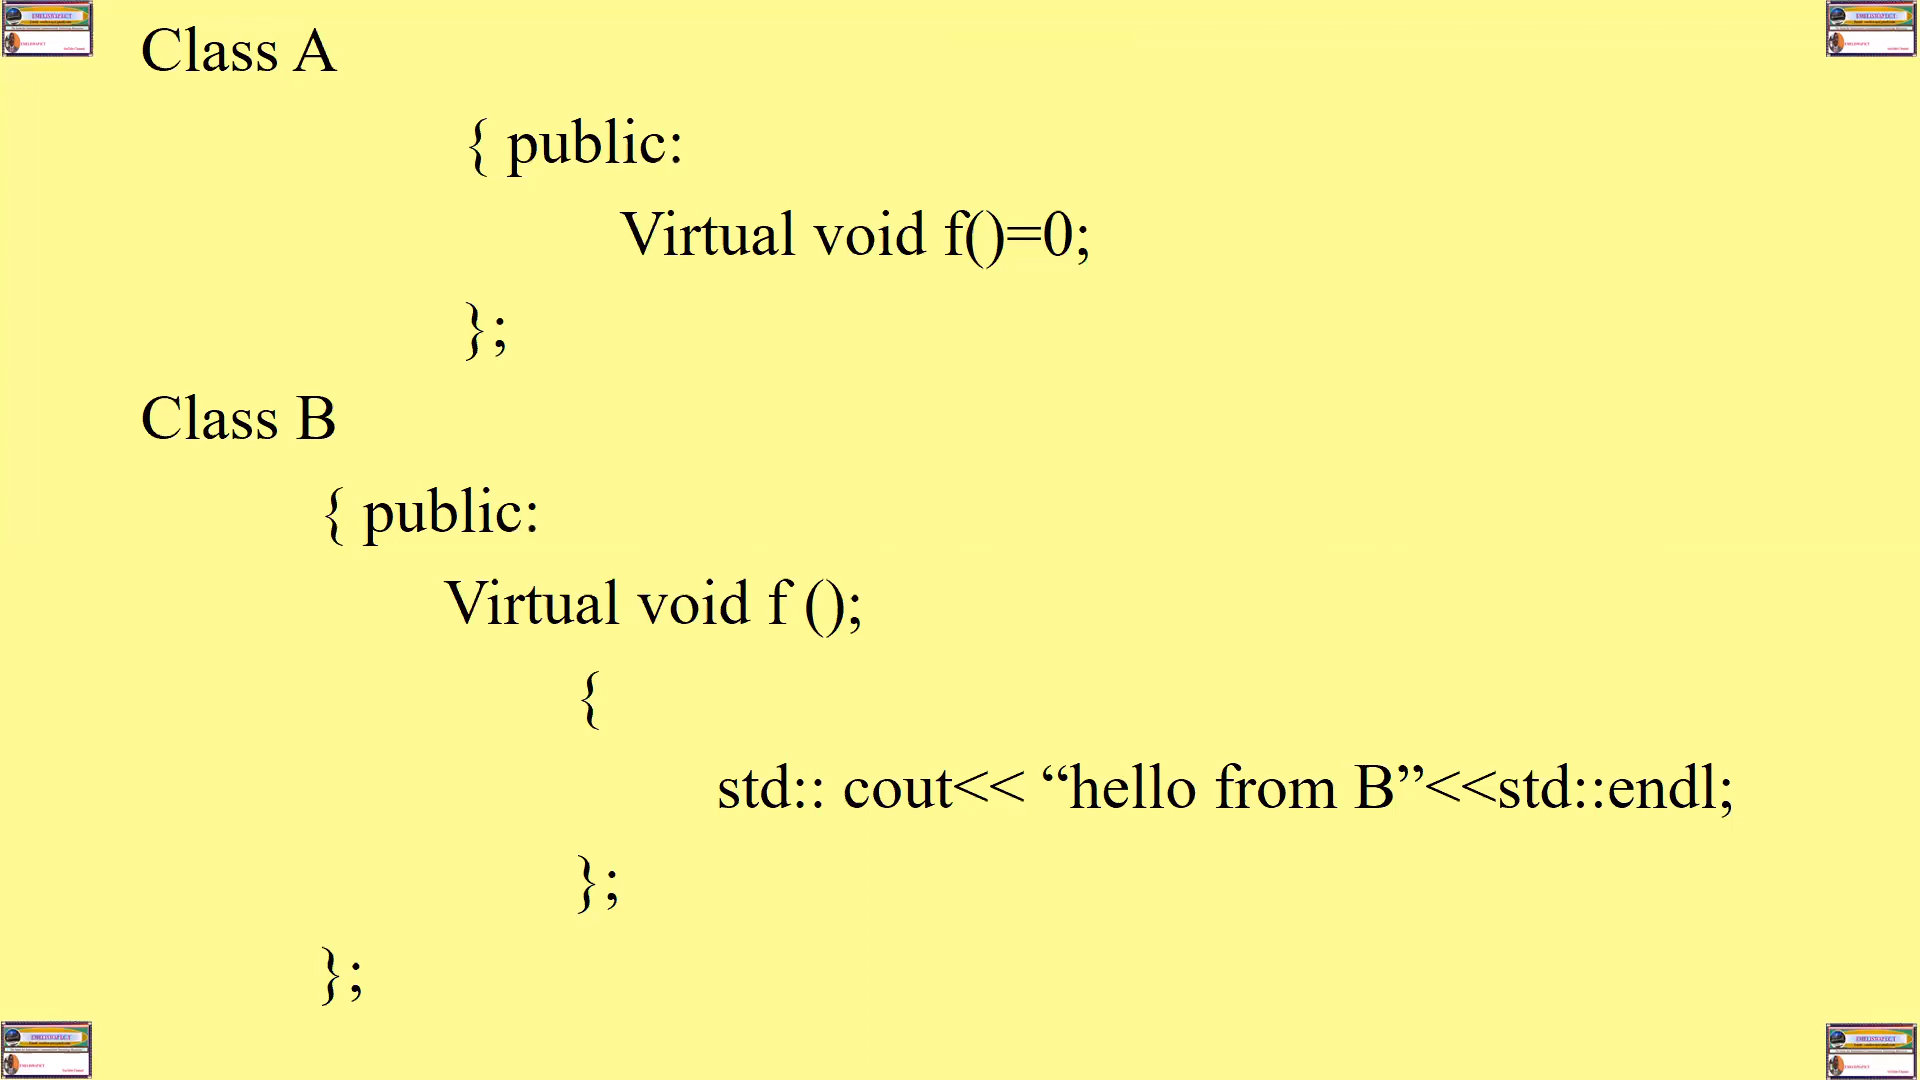 Class A
{ public:
Virtual void f()=0;
};
Class B
{ public:
Virtual void f ();
{
std:: cout<< “hello from B”<<std::endl;
};
};